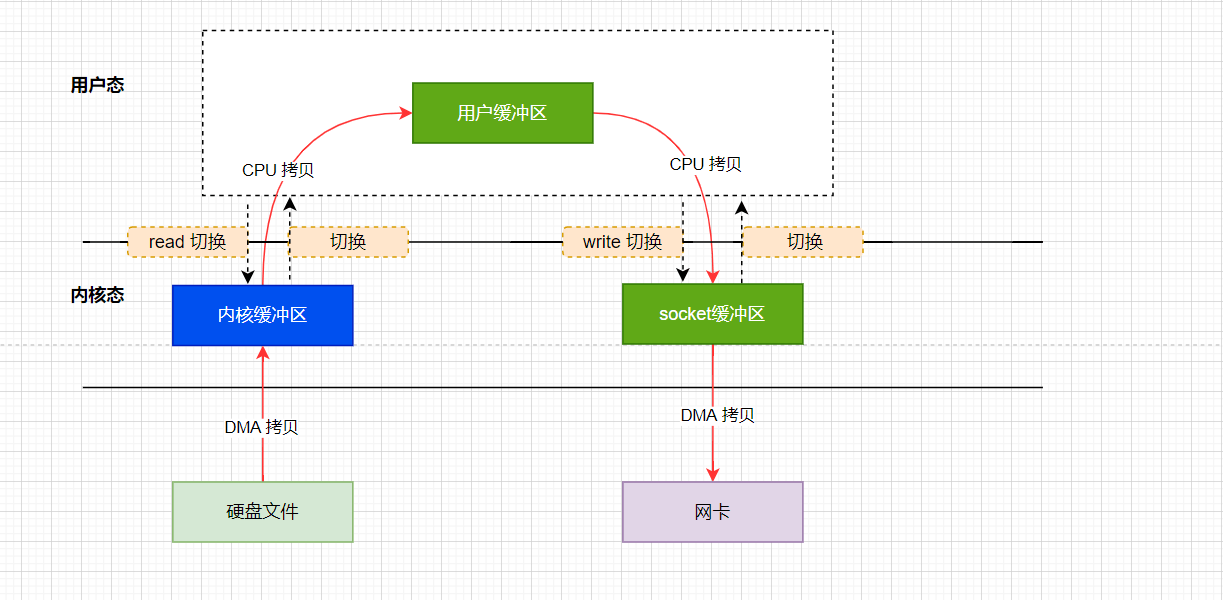 用户态
用户缓冲区
CPU 拷贝
CPU 拷贝
read 切换
切换
write 切换
切换
内核态
内核缓冲区
socket缓冲区
DMA 拷贝
DMA 拷贝
硬盘文件
网卡